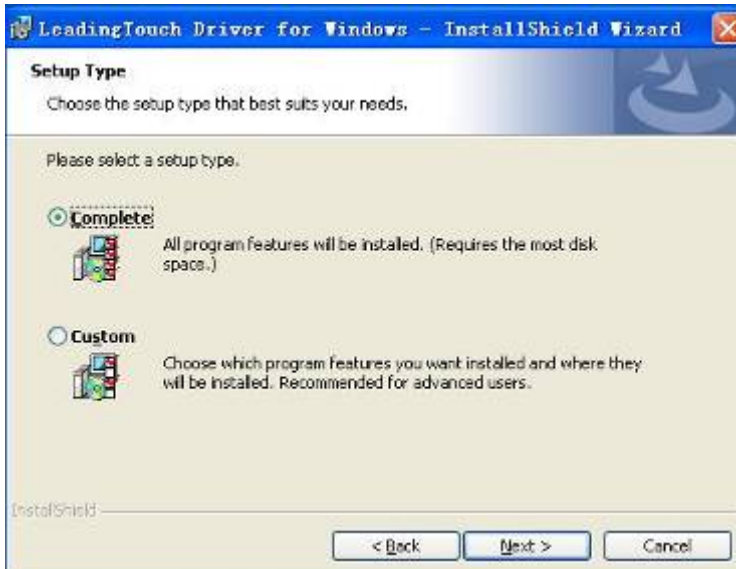 LeadingTouch Driver for Windows - InstallShield Wizard
Setup Type
Choose the setup type that best suits your needs.
Please select a setup type.
Complete
All program features will be installed. (Requires the most disk
space.)
Custom
Choose which program features you want installed and where they
will be installed. Recommended for advanced users.
InstallShield
< Back
Next >
Cancel